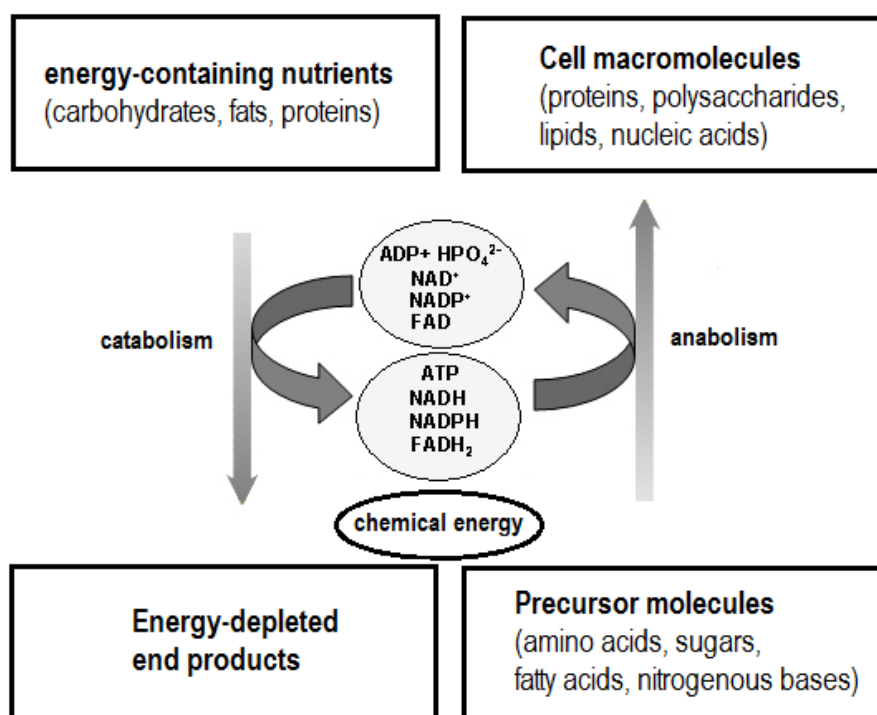 energy-containing nutrients
(carbohydrates, fats, proteins)
Cell macromolecules
(proteins, polysaccharides,
lipids, nucleic acids)
ADP+ HPO₄²⁻
NAD⁺
NADP⁺
FAD
catabolism
anabolism
ATP
NADH
NADPH
FADH₂
chemical energy
Energy-depleted
end products
Precursor molecules
(amino acids, sugars,
fatty acids, nitrogenous bases)